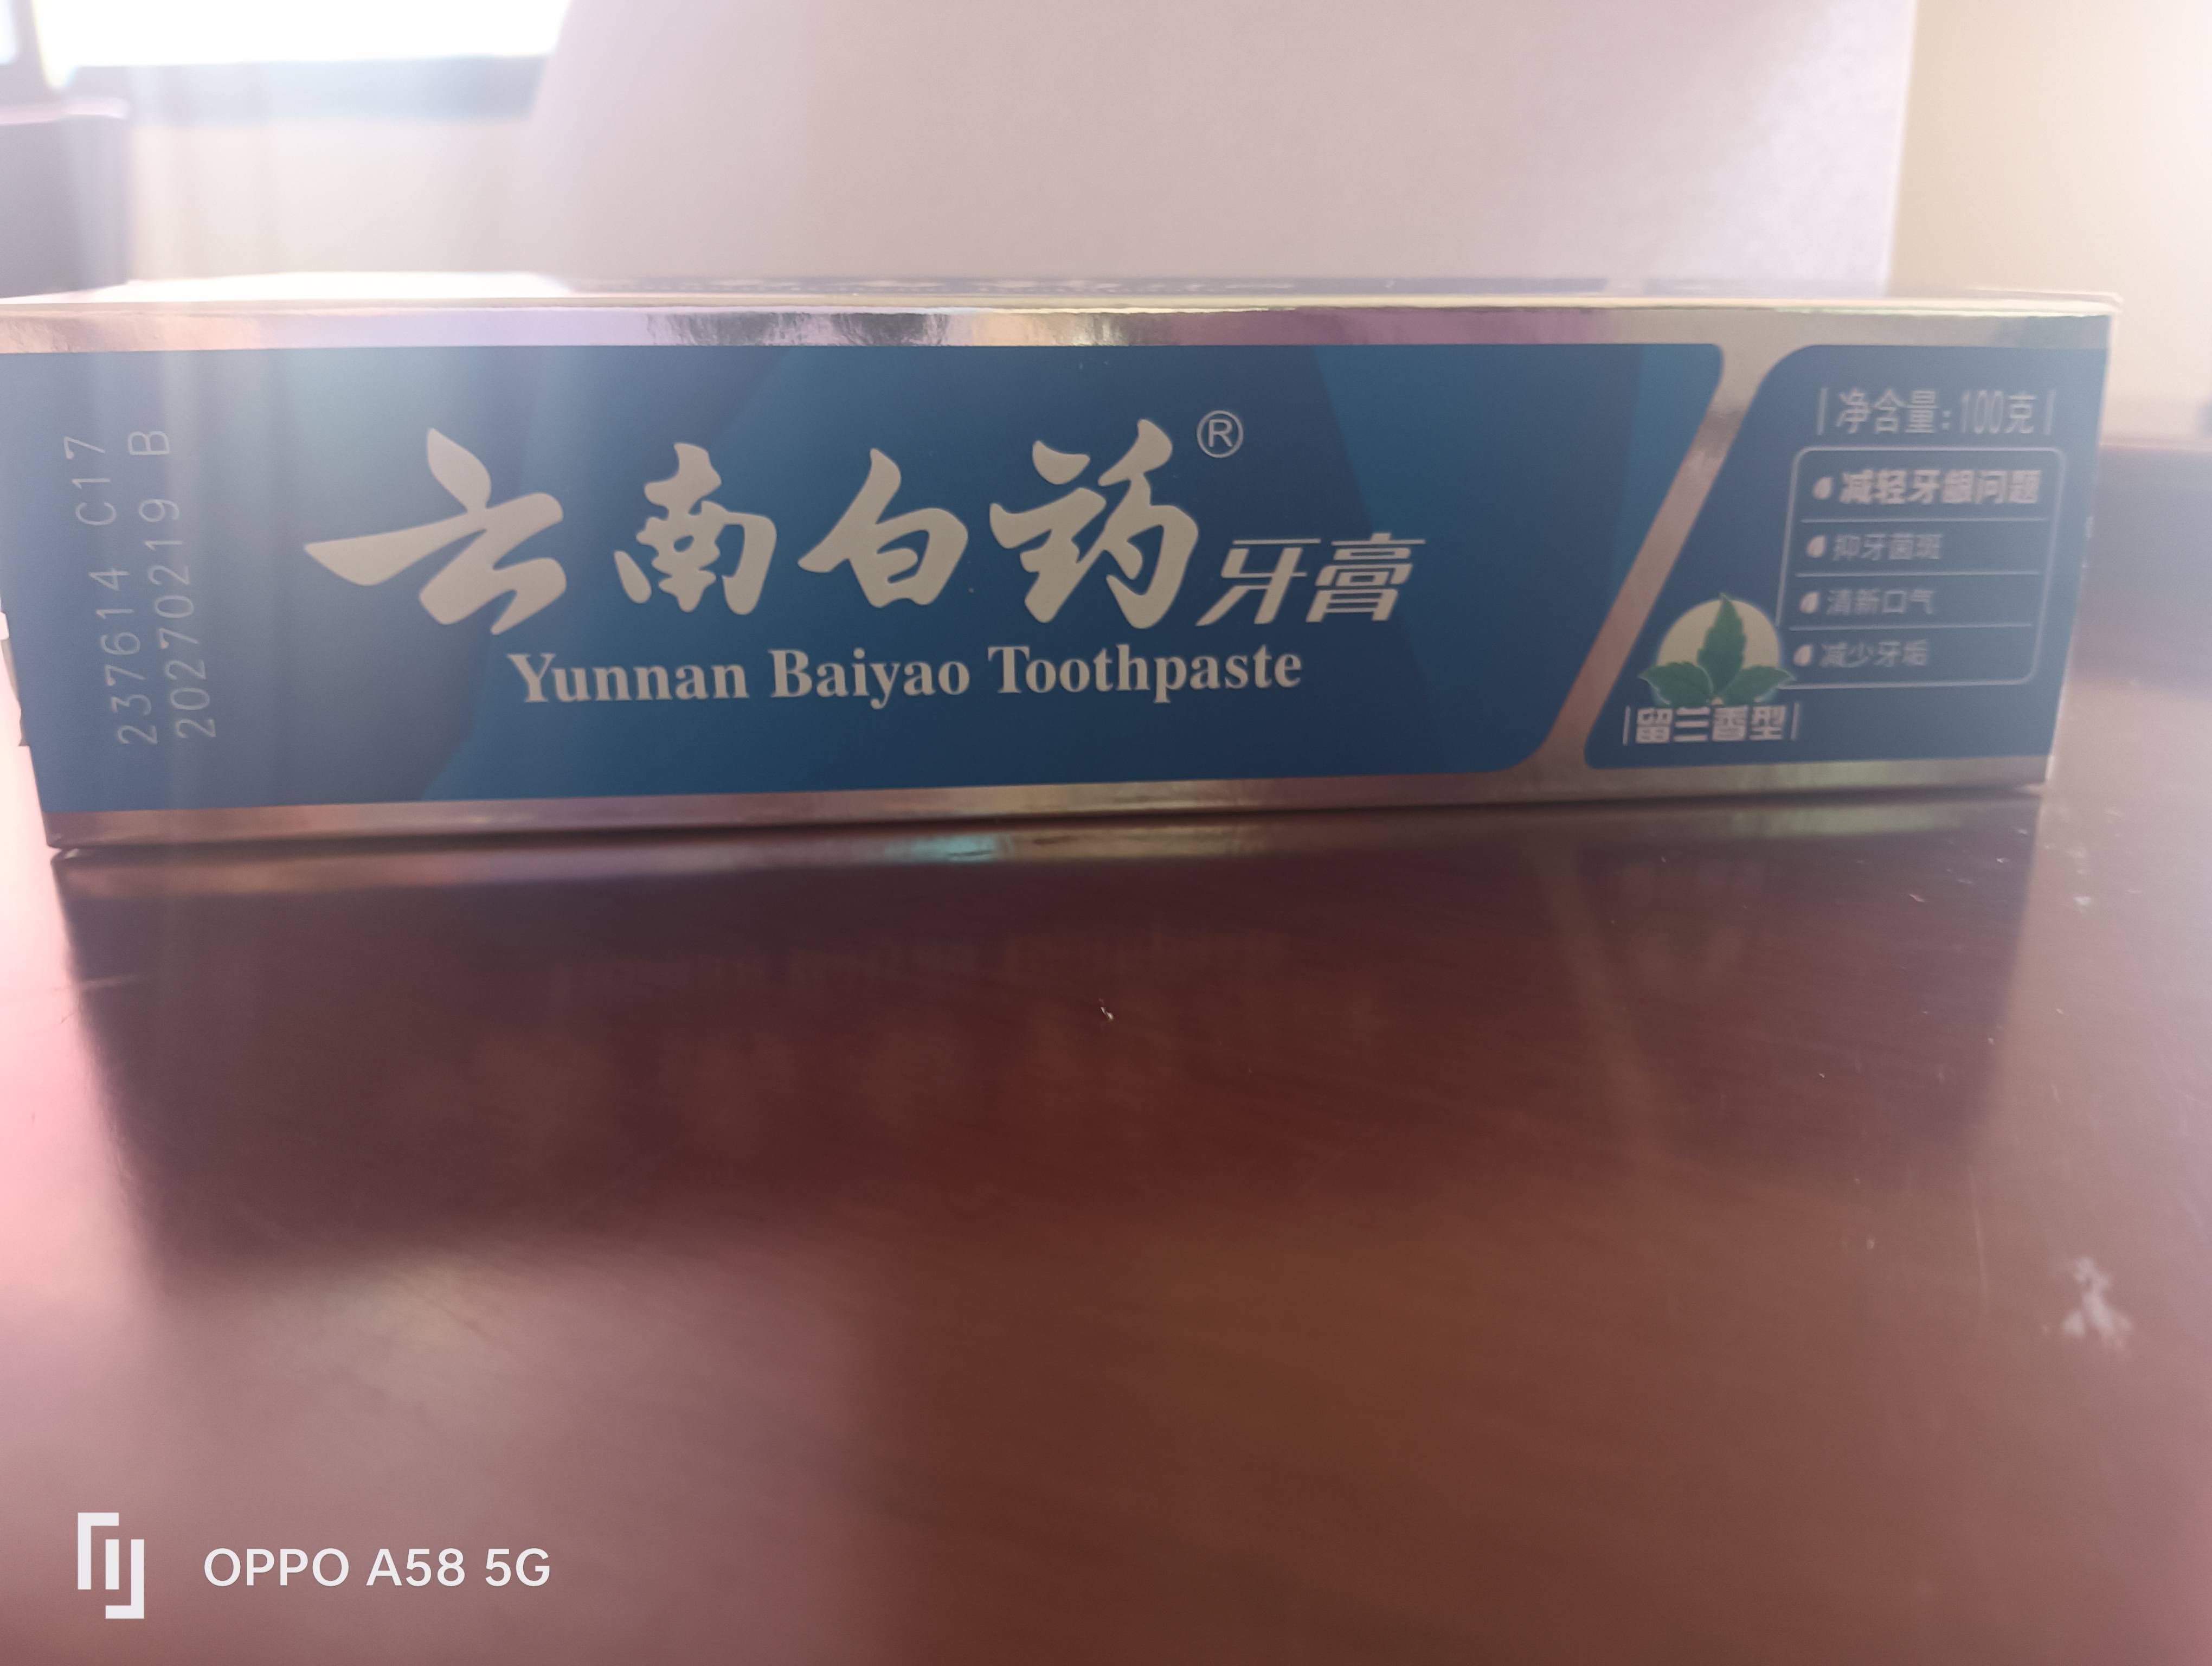 237614 C17
20270219 B
云南白药®牙膏
Yunnan Baiyao Toothpaste
净含量:100克
减轻牙龈问题
抑牙菌斑
清新口气
减少牙垢
留兰香型
OPPO A58 5G